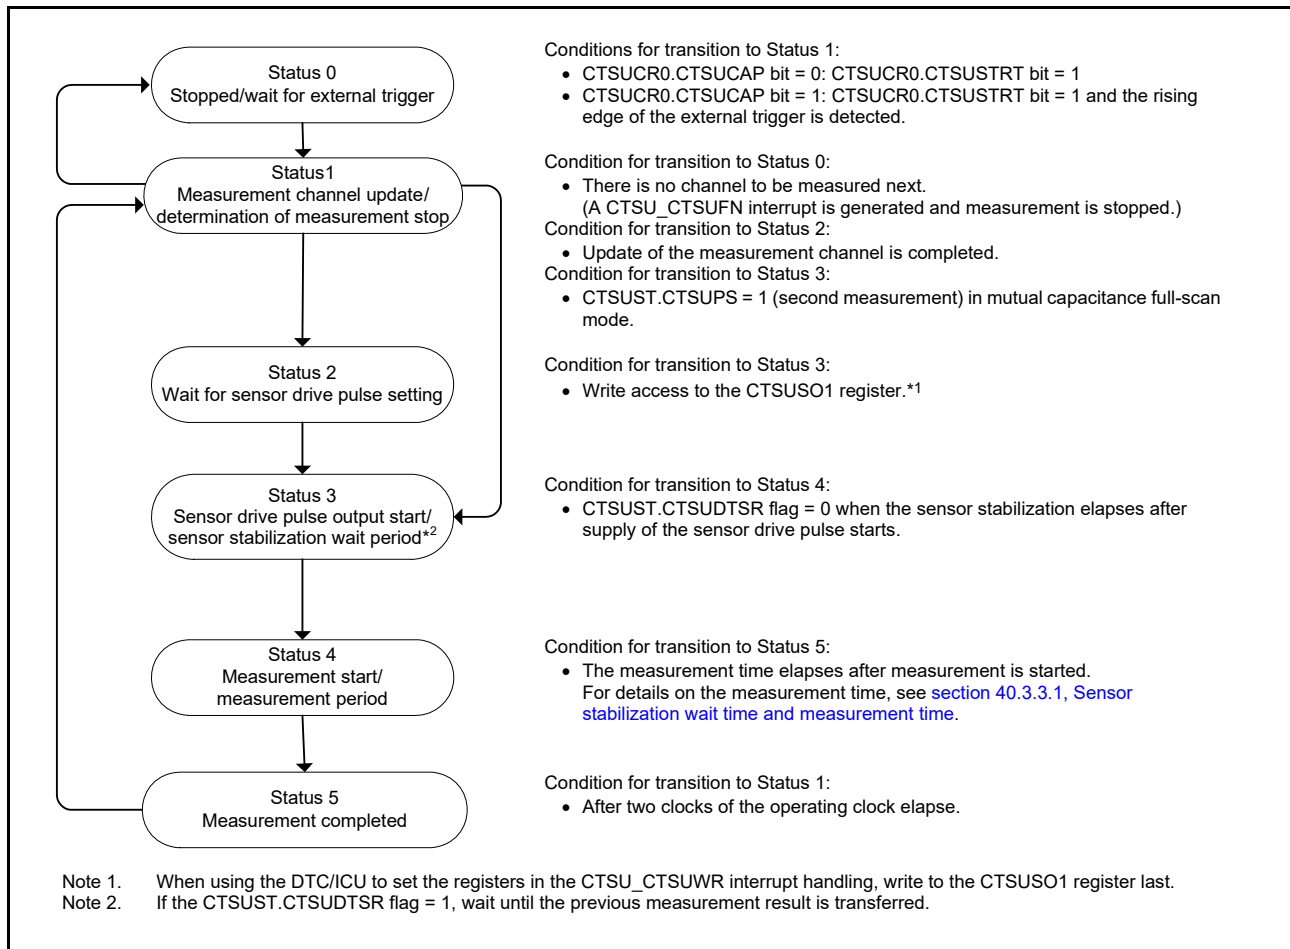 Status 0
Stopped/wait for external trigger
Conditions for transition to Status 1:
• CTSUCR0.CTSUCAP bit = 0: CTSUCR0.CTSUSTRT bit = 1
• CTSUCR0.CTSUCAP bit = 1: CTSUCR0.CTSUSTRT bit = 1 and the rising
edge of the external trigger is detected.
Status1
Measurement channel update/
determination of measurement stop
Condition for transition to Status 0:
• There is no channel to be measured next.
(A CTSU_CTSUFN interrupt is generated and measurement is stopped.)
Condition for transition to Status 2:
• Update of the measurement channel is completed.
Condition for transition to Status 3:
• CTSUST.CTSUPS = 1 (second measurement) in mutual capacitance full-scan
mode.
Status 2
Wait for sensor drive pulse setting
Condition for transition to Status 3:
• Write access to the CTSUSO1 register.*1
Status 3
Sensor drive pulse output start/
sensor stabilization wait period*2
Condition for transition to Status 4:
• CTSUST.CTSUDTSR flag = 0 when the sensor stabilization elapses after
supply of the sensor drive pulse starts.
Status 4
Measurement start/
measurement period
Condition for transition to Status 5:
• The measurement time elapses after measurement is started.
For details on the measurement time, see section 40.3.3.1, Sensor
stabilization wait time and measurement time.
Status 5
Measurement completed
Condition for transition to Status 1:
• After two clocks of the operating clock elapse.
Note 1. When using the DTC/ICU to set the registers in the CTSU_CTSUWR interrupt handling, write to the CTSUSO1 register last.
Note 2. If the CTSUST.CTSUDTSR flag = 1, wait until the previous measurement result is transferred.